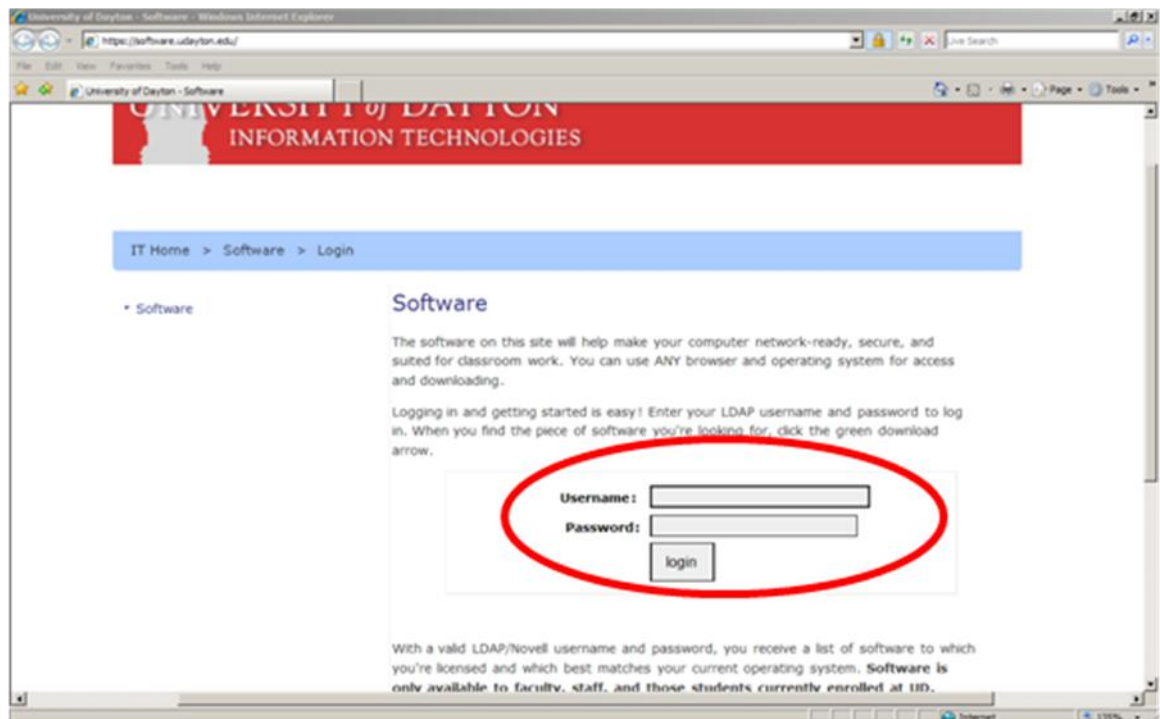 University of Dayton - Software - Windows Internet Explorer
https://software.udayton.edu/
Live Search
File Edit View Favorites Tools Help
University of Dayton - Software
Page Tools
UNIVERSITY of DAYTON
INFORMATION TECHNOLOGIES
IT Home > Software > Login
Software
Software
The software on this site will help make your computer network-ready, secure, and
suited for classroom work. You can use ANY browser and operating system for access
and downloading.
Logging in and getting started is easy! Enter your LDAP username and password to log
in. When you find the piece of software you're looking for, click the green download
arrow.
Username:
Password:
login
With a valid LDAP/Novell username and password, you receive a list of software to which
you're licensed and which best matches your current operating system. Software is
only available to faculty, staff, and those students currently enrolled at UD.
Internet
125%